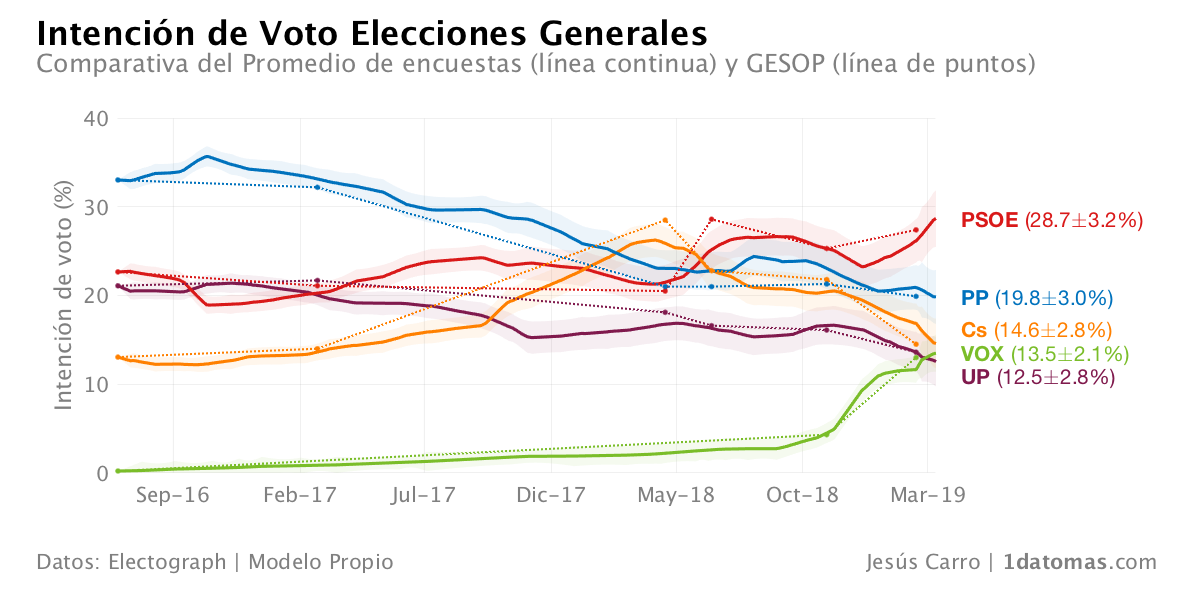 Intención de Voto Elecciones Generales
Comparativa del Promedio de encuestas (línea continua) y GESOP (línea de puntos)
Intención de voto (%)
40
30
20
10
0
Sep–16 Feb–17 Jul–17 Dic–17 May–18 Oct–18 Mar–19
PSOE (28.7±3.2%)
PP (19.8±3.0%)
Cs (14.6±2.8%)
VOX (13.5±2.1%)
UP (12.5±2.8%)
Datos: Electograph | Modelo Propio
Jesús Carro | 1datomas.com